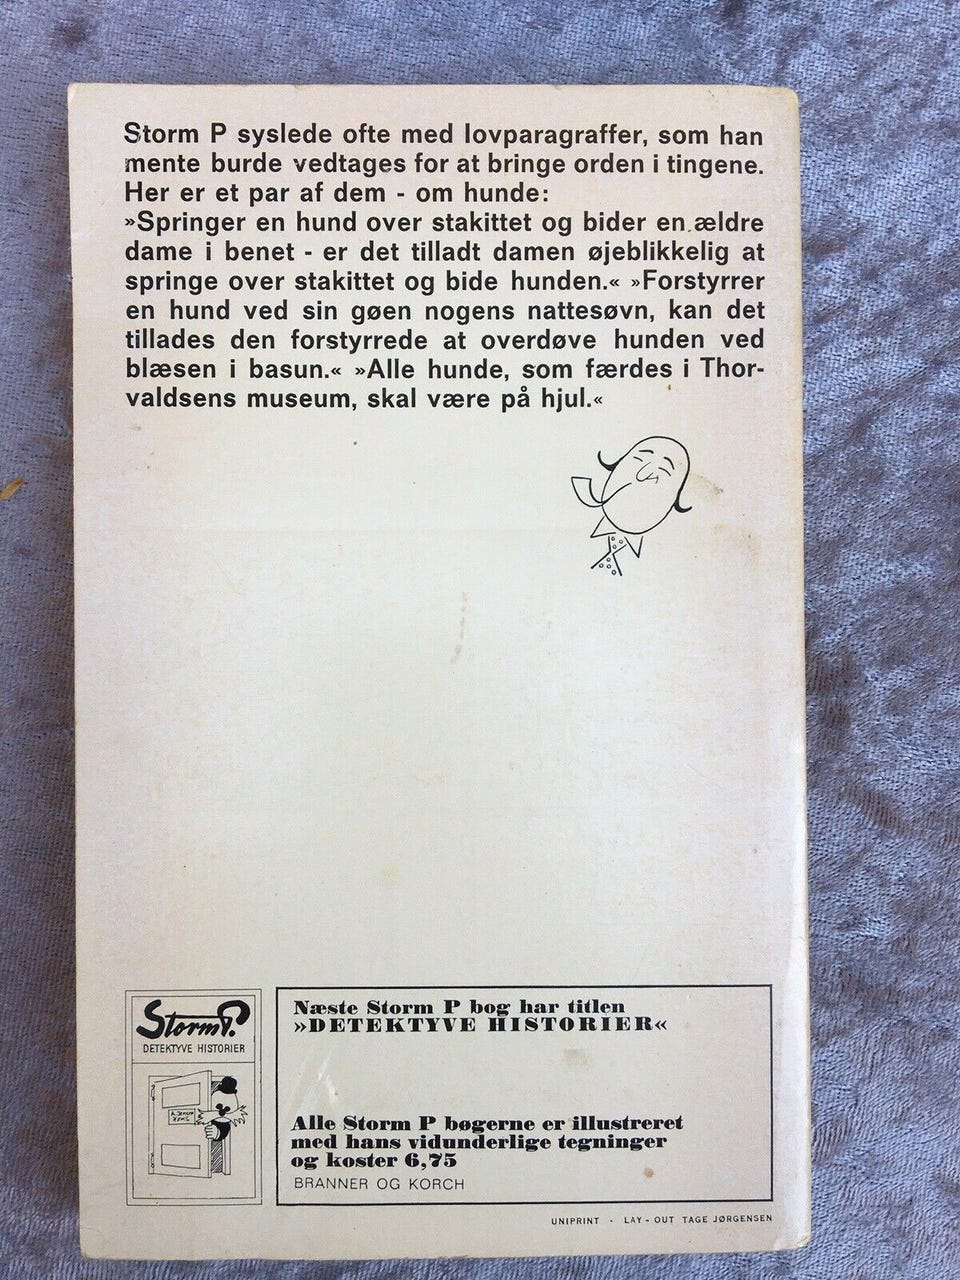 Storm P syslede ofte med lovparagraffer, som han
mente burde vedtages for at bringe orden i tingene.
Her er et par af dem - om hunde:
»Springer en hund over stakittet og bider en ældre
dame i benet - er det tilladt damen øjeblikkelig at
springe over stakittet og bide hunden.« »Forstyrrer
en hund ved sin gøen nogens nattesøvn, kan det
tillades den forstyrrede at overdøve hunden ved
blæsen i basun.« »Alle hunde, som færdes i Thor-
valdsens museum, skal være på hjul.«
Storm P.
DETEKTYVE HISTORIER
Næste Storm P bog har titlen
»DETEKTYVE HISTORIER«
Alle Storm P bøgerne er illustreret
med hans vidunderlige tegninger
og koster 6,75
BRANNER OG KORCH
UNIPRINT - LAY-OUT TAGE JØRGENSEN